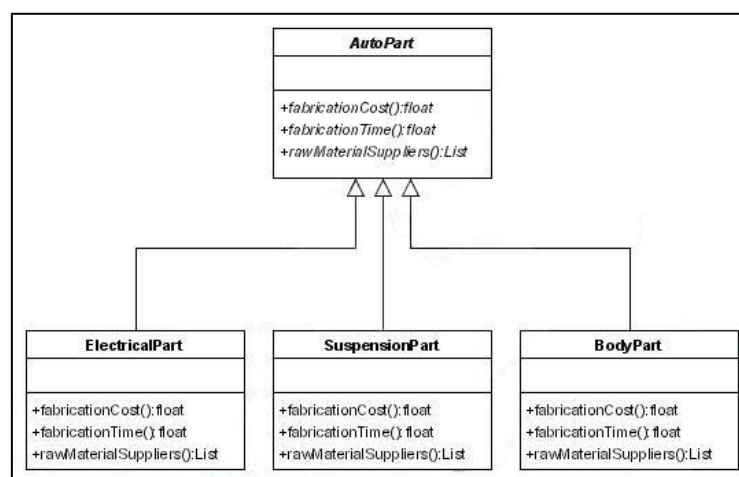 AutoPart
+fabricationCost():float
+fabricationTime():float
+rawMaterialSuppliers():List
ElectricalPart
+fabricationCost():float
+fabricationTime():float
+rawMaterialSuppliers():List
SuspensionPart
+fabricationCost():float
+fabricationTime():float
+rawMaterialSuppliers():List
BodyPart
+fabricationCost():float
+fabricationTime():float
+rawMaterialSuppliers():List